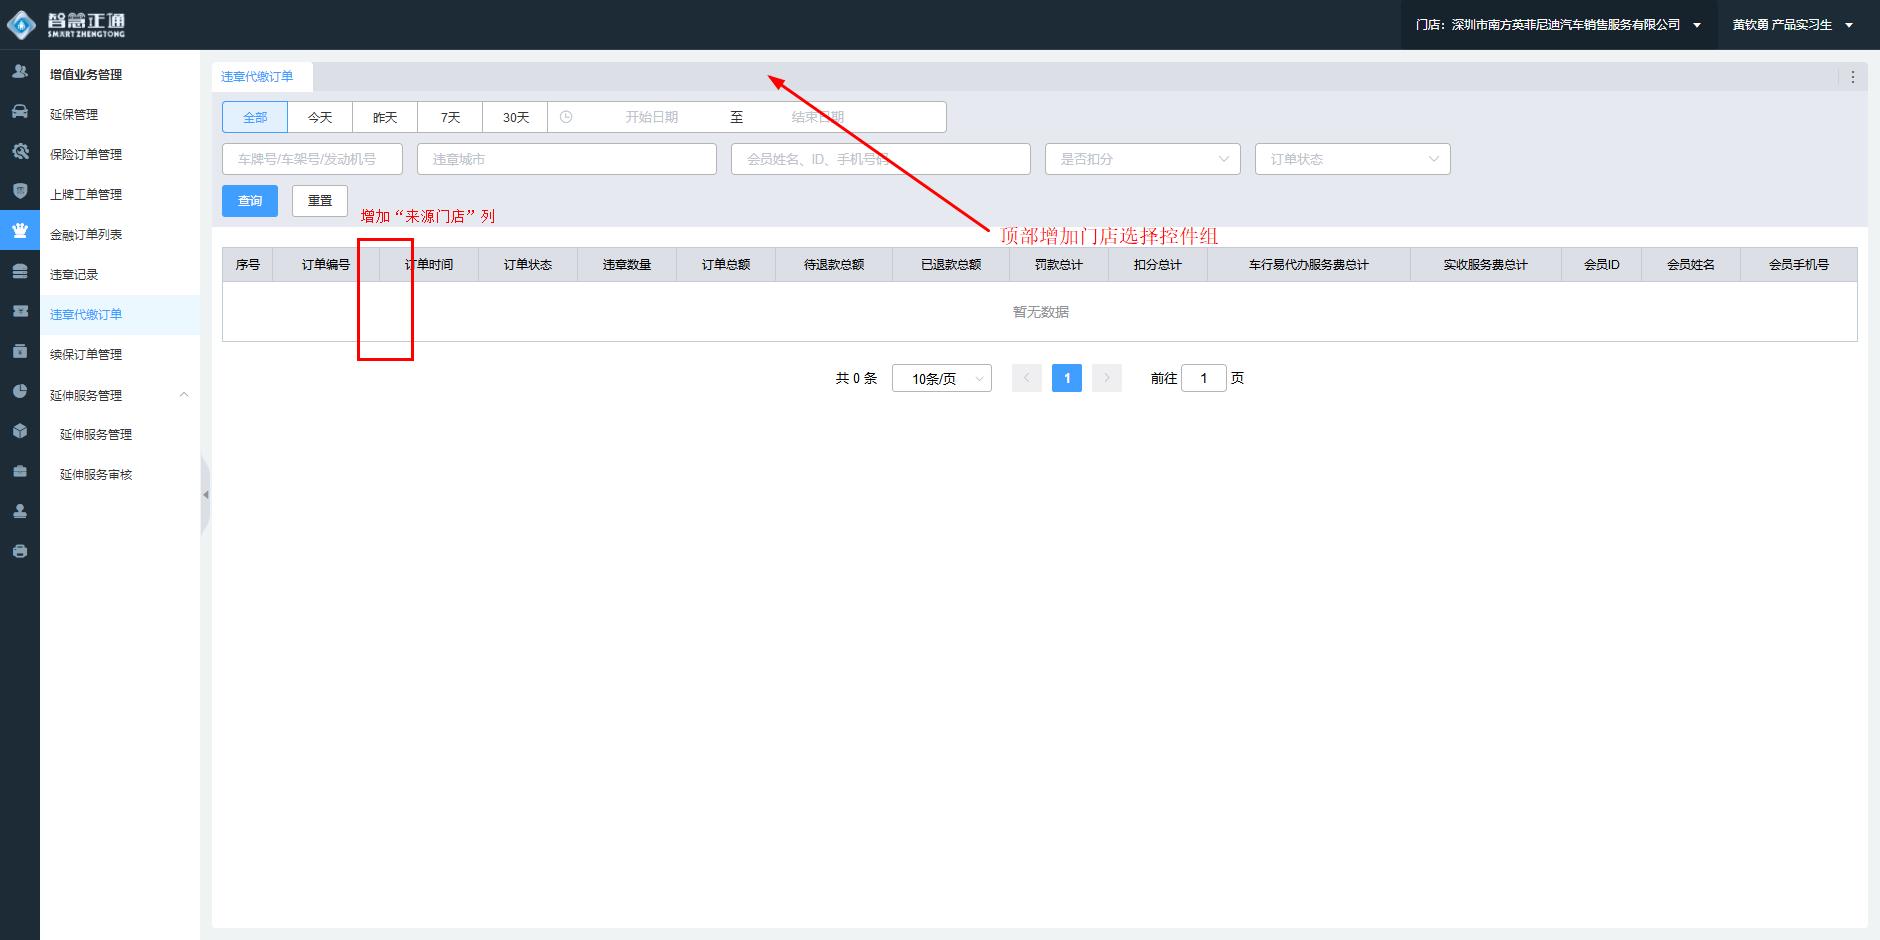 智慧正通
SMARTZHENGTONG
门店：深圳市南方英菲尼迪汽车销售服务有限公司
黄钦勇 产品实习生
增值业务管理
延保管理
保险订单管理
上牌工单管理
金融订单列表
违章记录
违章代缴订单
续保订单管理
延伸服务管理
延伸服务管理
延伸服务审核
违章代缴订单
全部 今天 昨天 7天 30天 开始日期 至 结束日期
车牌号/车架号/发动机号 违章城市 会员姓名、ID、手机号码 是否扣分 订单状态
查询 重置
增加“来源门店”列
顶部增加门店选择控件组
序号 订单编号 订单时间 订单状态 违章数量 订单总额 待退款总额 已退款总额 罚款总计 扣分总计 车行易代办服务费总计 实收服务费总计 会员ID 会员姓名 会员手机号
暂无数据
共 0 条 10条/页 1 前往 1 页